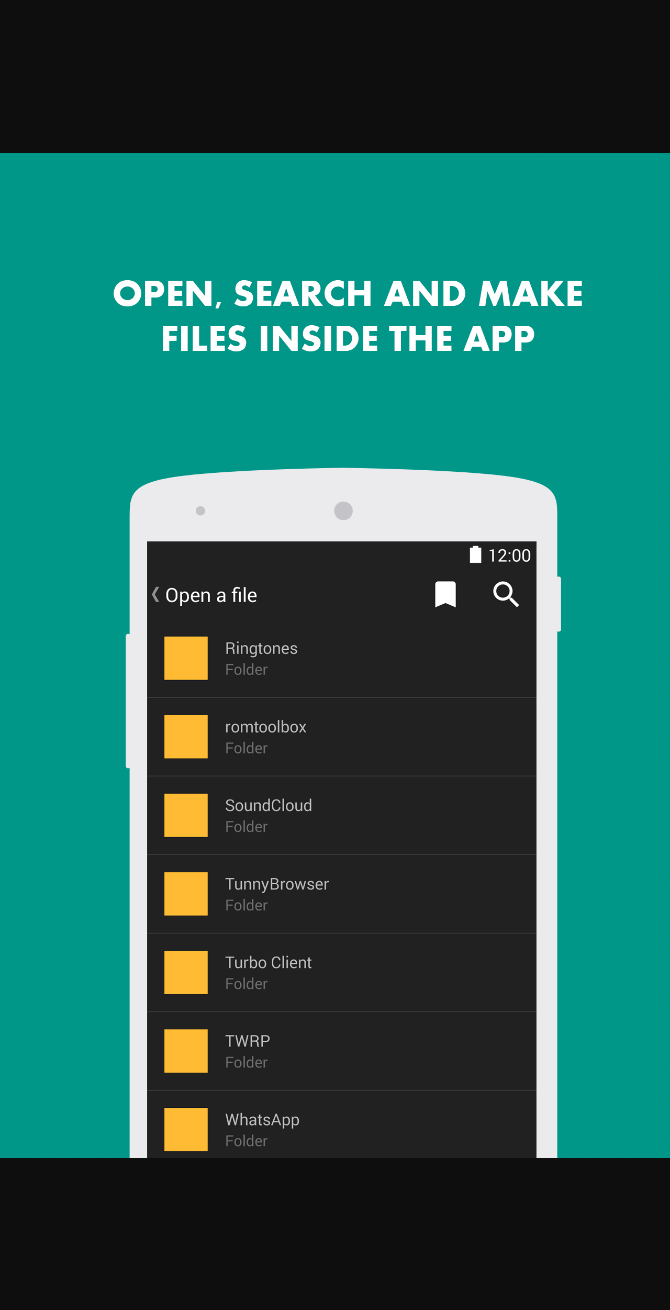 OPEN, SEARCH AND MAKE
FILES INSIDE THE APP
12:00
Open a file
Ringtones
Folder
romtoolbox
Folder
SoundCloud
Folder
TunnyBrowser
Folder
Turbo Client
Folder
TWRP
Folder
WhatsApp
Folder